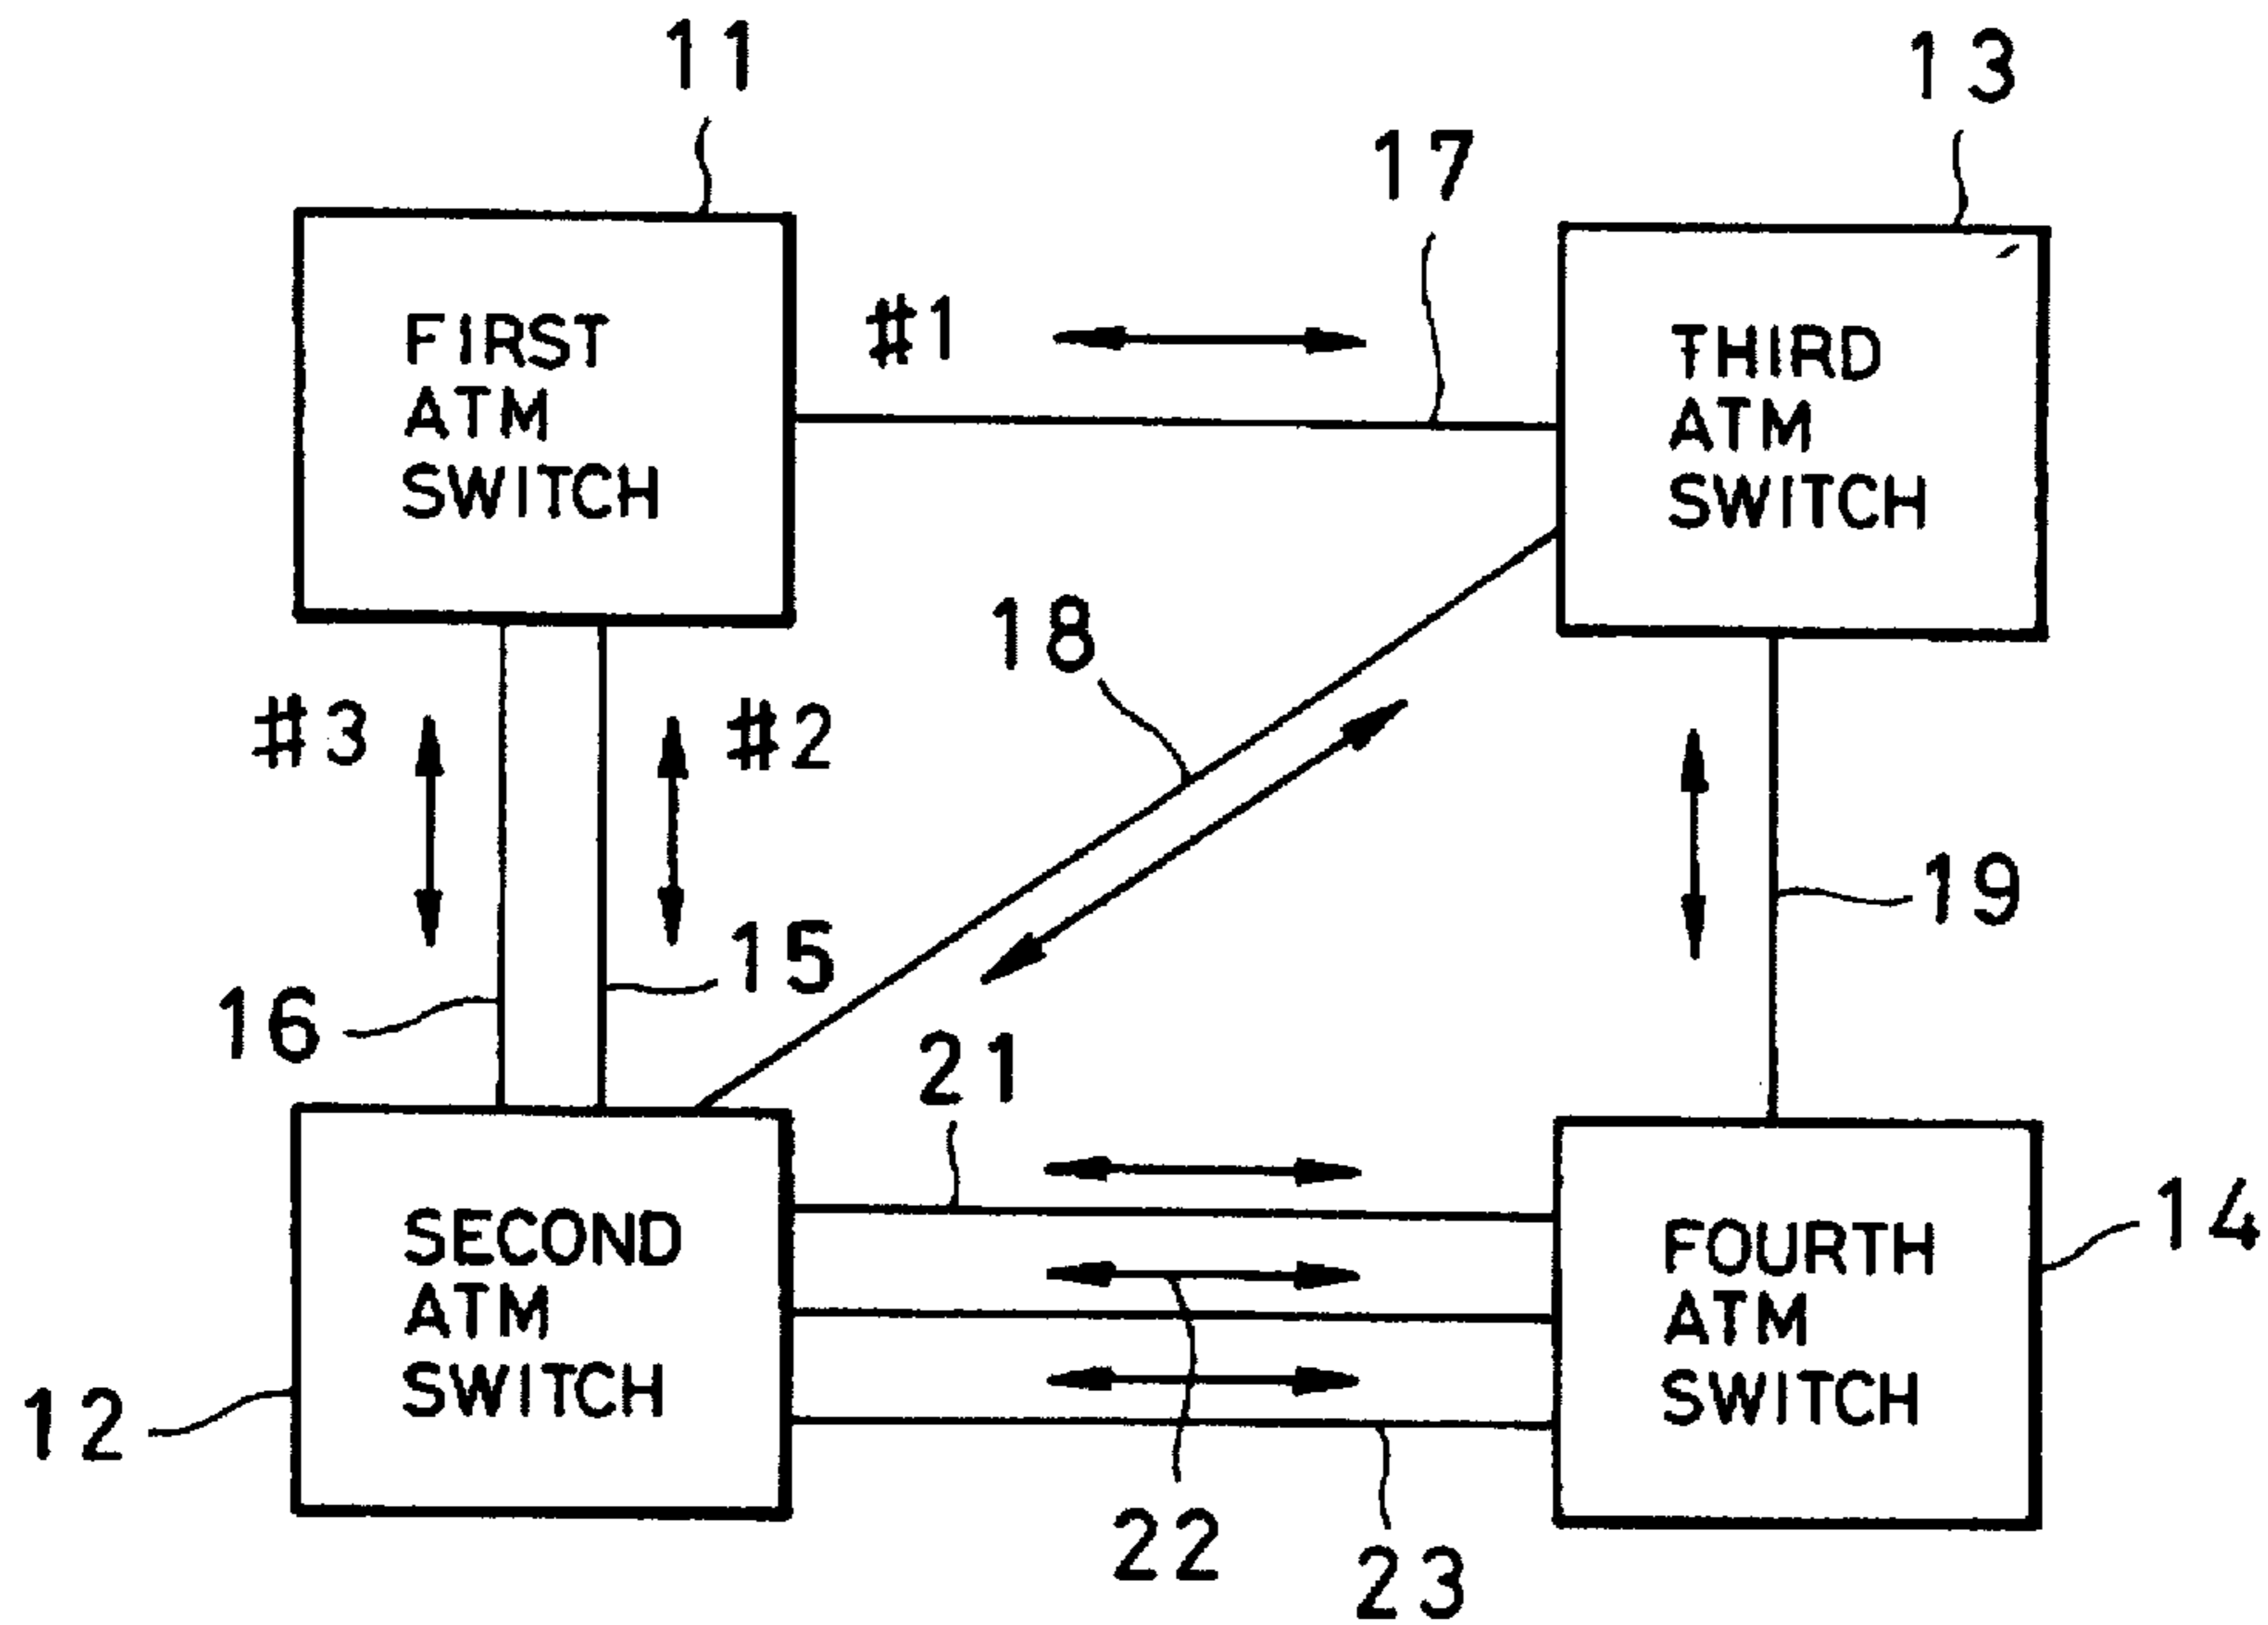 11
13
17
FIRST
ATM
SWITCH
#1
THIRD
ATM
SWITCH
18
#3
#2
19
15
16
21
SECOND
ATM
SWITCH
FOURTH
ATM
SWITCH
14
12
22
23